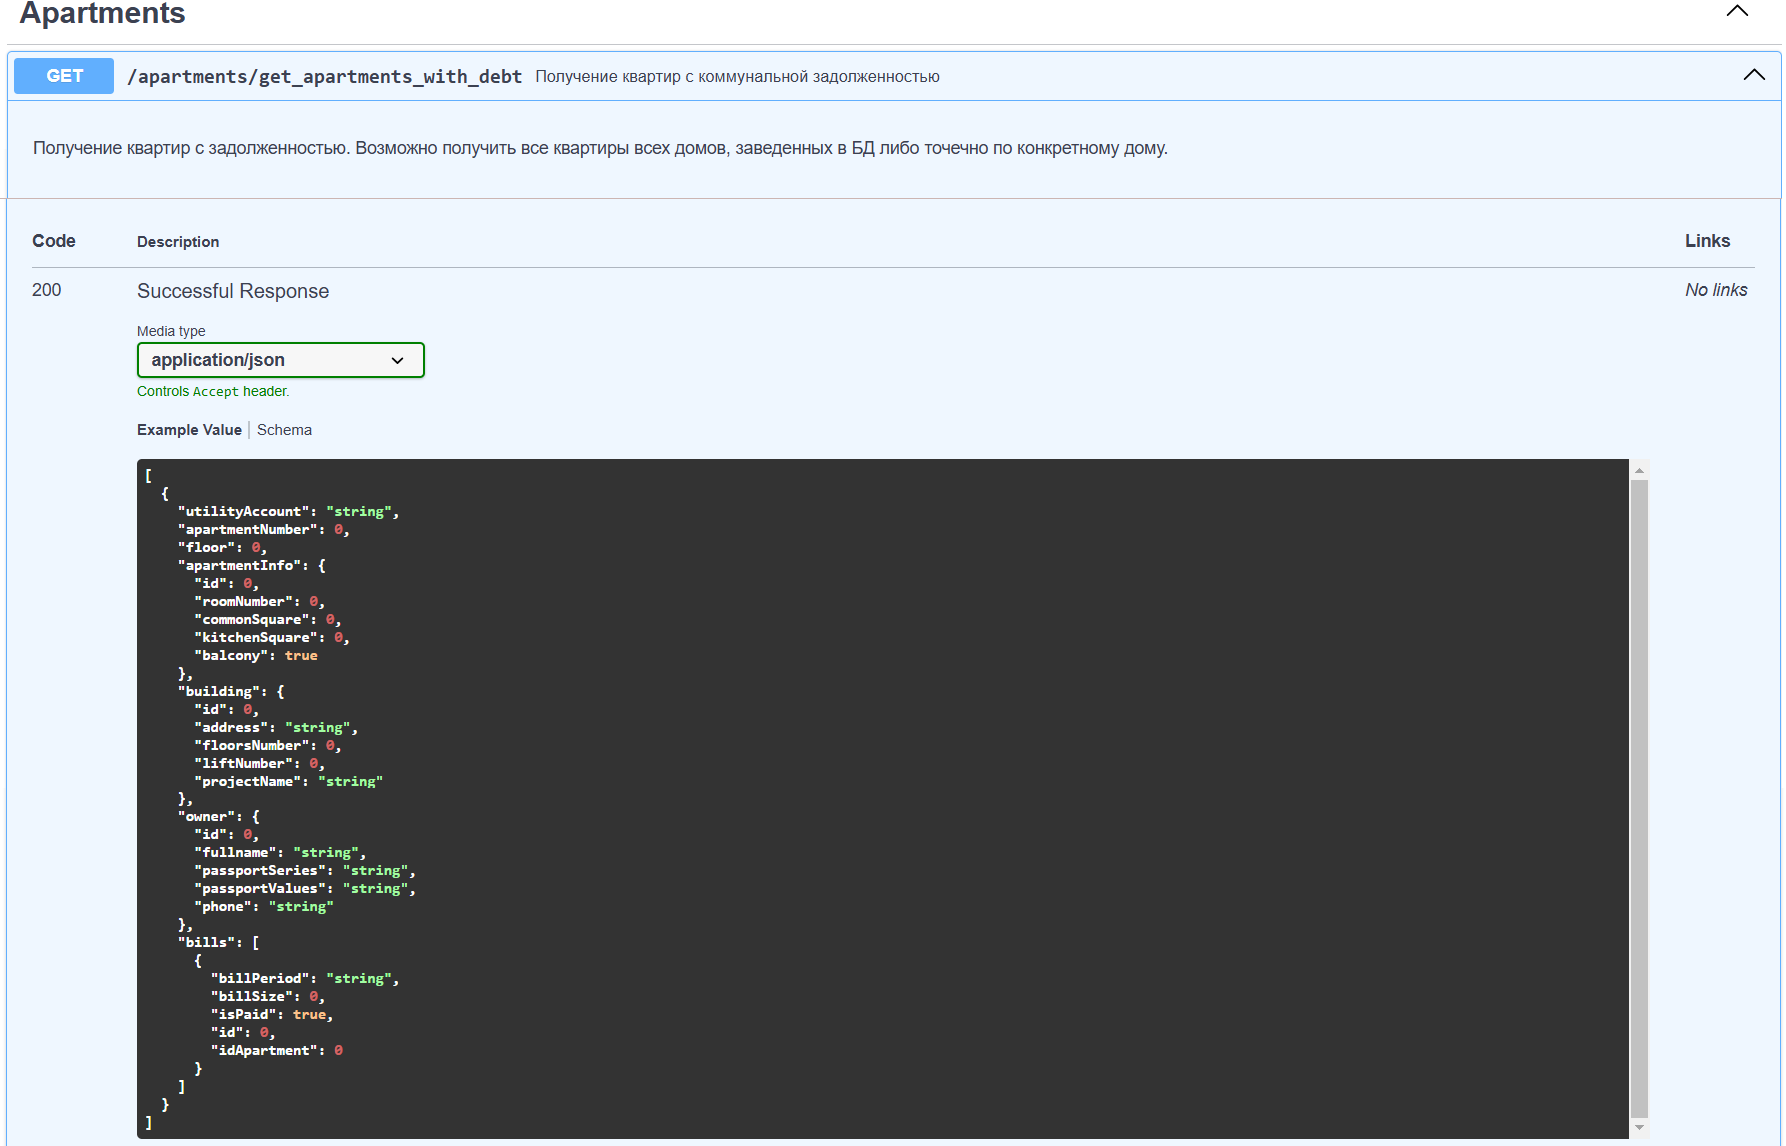 Apartments
GET /apartments/get_apartments_with_debt Получение квартир с коммунальной задолженностью
Получение квартир с задолженностью. Возможно получить все квартиры всех домов, заведенных в БД либо точечно по конкретному дому.
Code Description Links
200 Successful Response No links
Media type
application/json
Controls Accept header.
Example Value | Schema
[
  {
    "utilityAccount": "string",
    "apartmentNumber": 0,
    "floor": 0,
    "apartmentInfo": {
      "id": 0,
      "roomNumber": 0,
      "commonSquare": 0,
      "kitchenSquare": 0,
      "balcony": true
    },
    "building": {
      "id": 0,
      "address": "string",
      "floorsNumber": 0,
      "liftNumber": 0,
      "projectName": "string"
    },
    "owner": {
      "id": 0,
      "fullname": "string",
      "passportSeries": "string",
      "passportValues": "string",
      "phone": "string"
    },
    "bills": [
      {
        "billPeriod": "string",
        "billSize": 0,
        "isPaid": true,
        "id": 0,
        "idApartment": 0
      }
    ]
  }
]